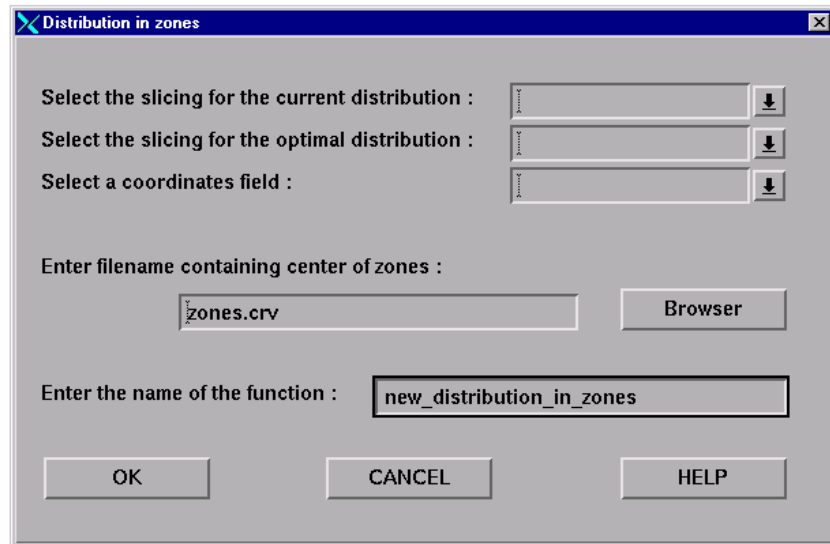 Distribution in zones
Select the slicing for the current distribution :
Select the slicing for the optimal distribution :
Select a coordinates field :
Enter filename containing center of zones :
zones.crv
Browser
Enter the name of the function :
new_distribution_in_zones
OK
CANCEL
HELP